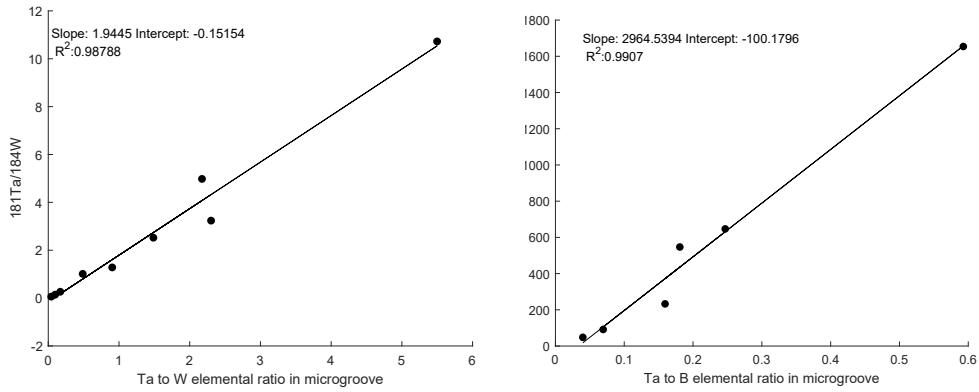 12
10
8
6
4
2
0
-2
181Ta/184W
Slope: 1.9445 Intercept: -0.15154
R2:0.98788
0 1 2 3 4 5 6
Ta to W elemental ratio in microgroove
1800
1600
1400
1200
1000
800
600
400
200
0
Slope: 2964.5394 Intercept: -100.1796
R2:0.9907
0 0.1 0.2 0.3 0.4 0.5 0.6
Ta to B elemental ratio in microgroove